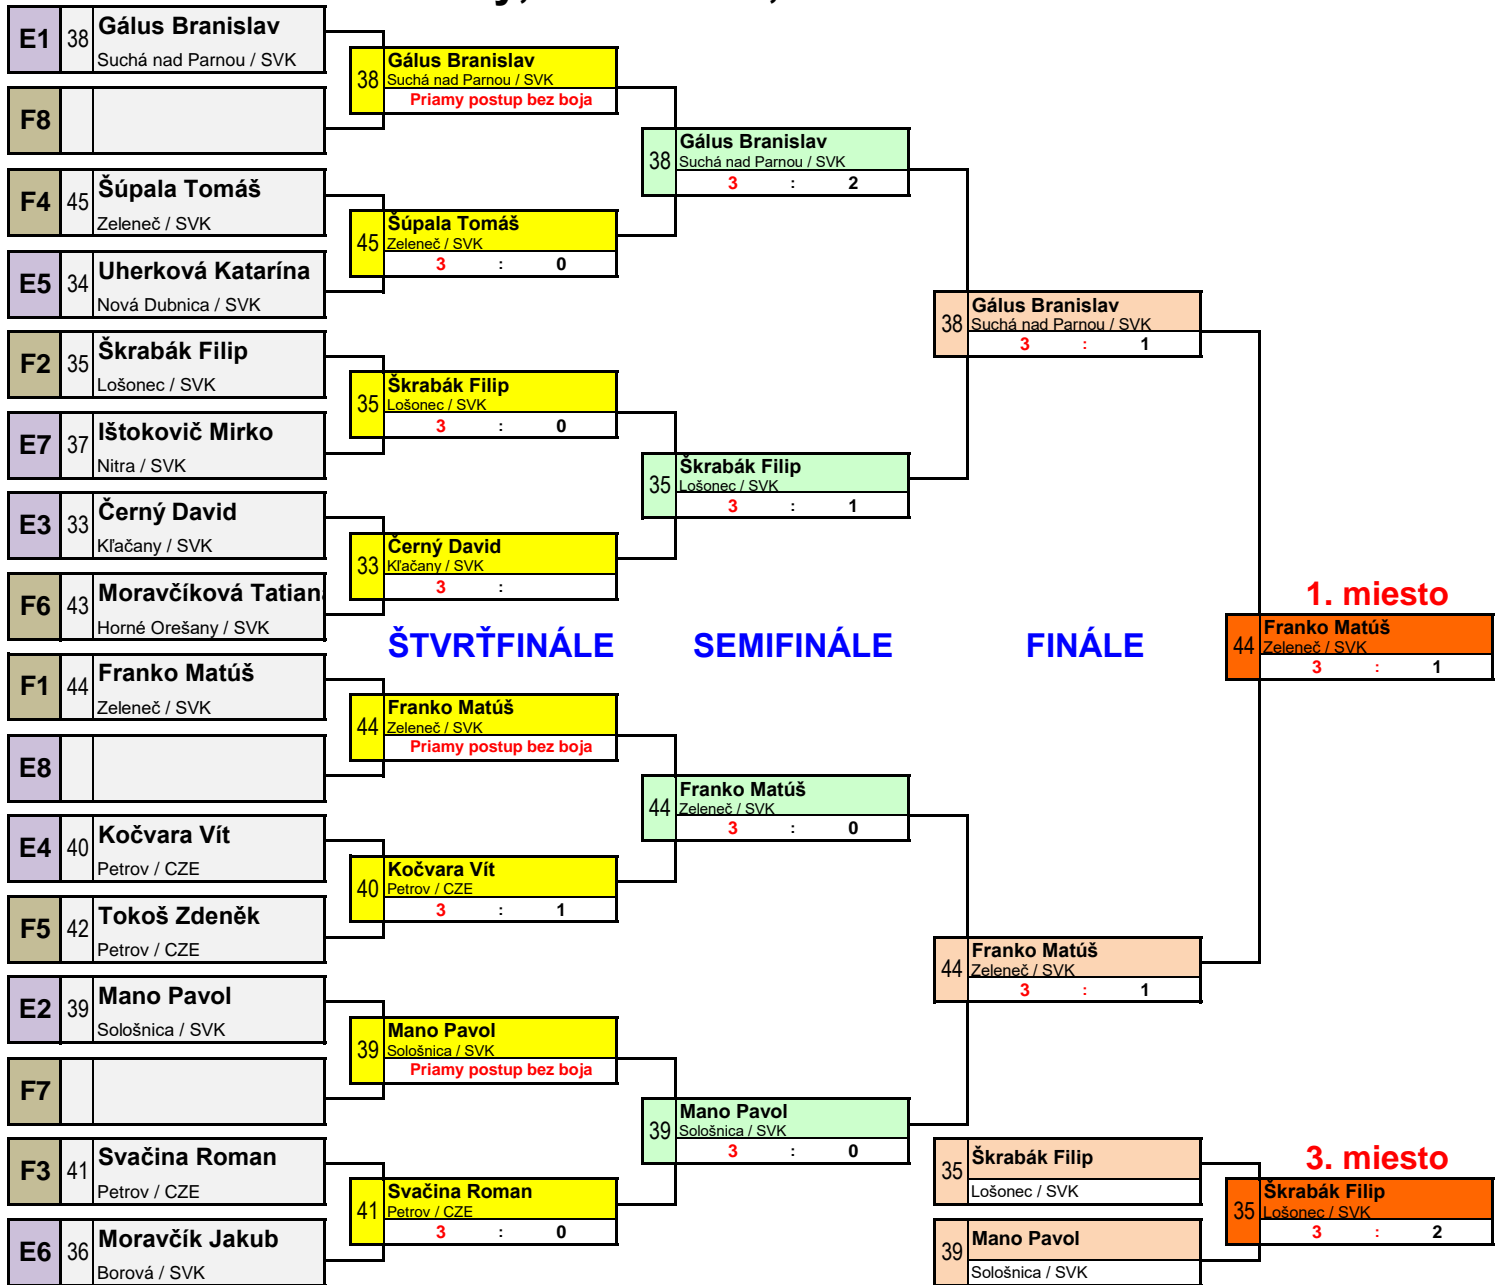 E1 38 Gálus Branislav
Suchá nad Parnou / SVK
F8
F4 45 Šúpala Tomáš
Zeleneč / SVK
E5 34 Uherková Katarína
Nová Dubnica / SVK
F2 35 Škrabák Filip
Lošonec / SVK
E7 37 Ištokovič Mirko
Nitra / SVK
E3 33 Černý David
Kľačany / SVK
F6 43 Moravčíková Tatian
Horné Orešany / SVK
F1 44 Franko Matúš
Zeleneč / SVK
E8
E4 40 Kočvara Vít
Petrov / CZE
F5 42 Tokoš Zdeněk
Petrov / CZE
E2 39 Mano Pavol
Sološnica / SVK
F7
F3 41 Svačina Roman
Petrov / CZE
E6 36 Moravčík Jakub
Borová / SVK
38 Gálus Branislav
Suchá nad Parnou / SVK
Priamy postup bez boja
45 Šúpala Tomáš
Zeleneč / SVK
3 : 0
35 Škrabák Filip
Lošonec / SVK
3 : 0
33 Černý David
Kľačany / SVK
3 :
ŠTVRŤFINÁLE
44 Franko Matúš
Zeleneč / SVK
Priamy postup bez boja
40 Kočvara Vít
Petrov / CZE
3 : 1
39 Mano Pavol
Sološnica / SVK
Priamy postup bez boja
41 Svačina Roman
Petrov / CZE
3 : 0
38 Gálus Branislav
Suchá nad Parnou / SVK
3 : 2
35 Škrabák Filip
Lošonec / SVK
3 : 1
SEMIFINÁLE
44 Franko Matúš
Zeleneč / SVK
3 : 0
39 Mano Pavol
Sološnica / SVK
3 : 0
38 Gálus Branislav
Suchá nad Parnou / SVK
3 : 1
FINÁLE
44 Franko Matúš
Zeleneč / SVK
3 : 1
35 Škrabák Filip
Lošonec / SVK
39 Mano Pavol
Sološnica / SVK
1. miesto
44 Franko Matúš
Zeleneč / SVK
3 : 1
3. miesto
35 Škrabák Filip
Lošonec / SVK
3 : 2